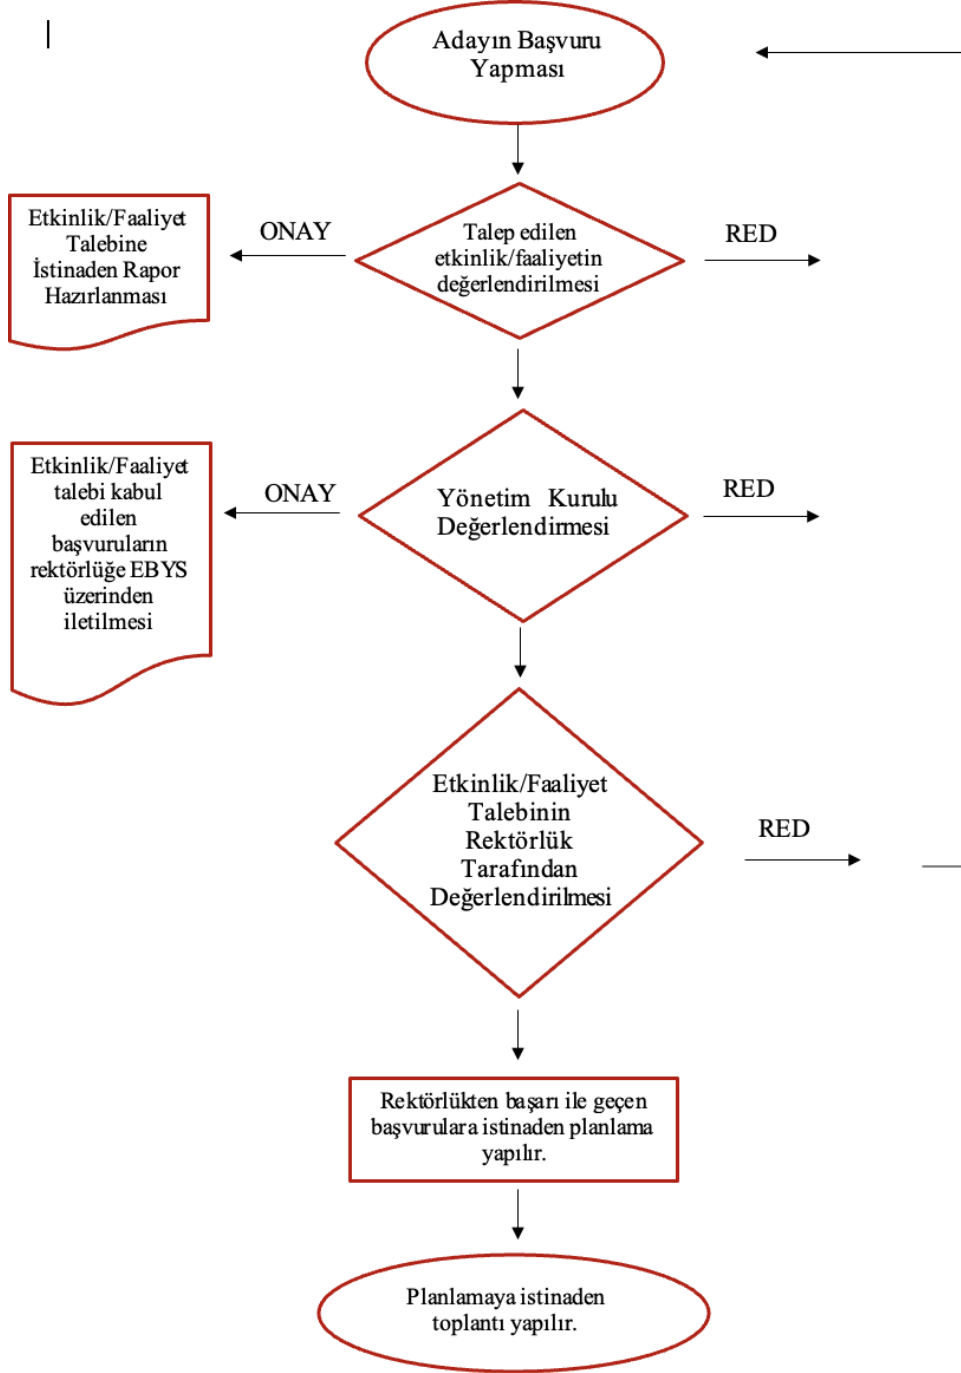 Adayın Başvuru
Yapması
Etkinlik/Faaliyet
Talebine
İstinaden Rapor
Hazırlanması
ONAY
Talep edilen
etkinlik/faaliyetin
değerlendirilmesi
RED
Etkinlik/Faaliyet
talebi kabul
edilen
başvuruların
rektörlüğe EBYS
üzerinden
iletilmesi
ONAY
Yönetim Kurulu
Değerlendirmesi
RED
Etkinlik/Faaliyet
Talebinin
Rektörlük
Tarafından
Değerlendirilmesi
RED
Rektörlükten başarı ile geçen
başvurulara istinaden planlama
yapılır.
Planlamaya istinaden
toplantı yapılır.